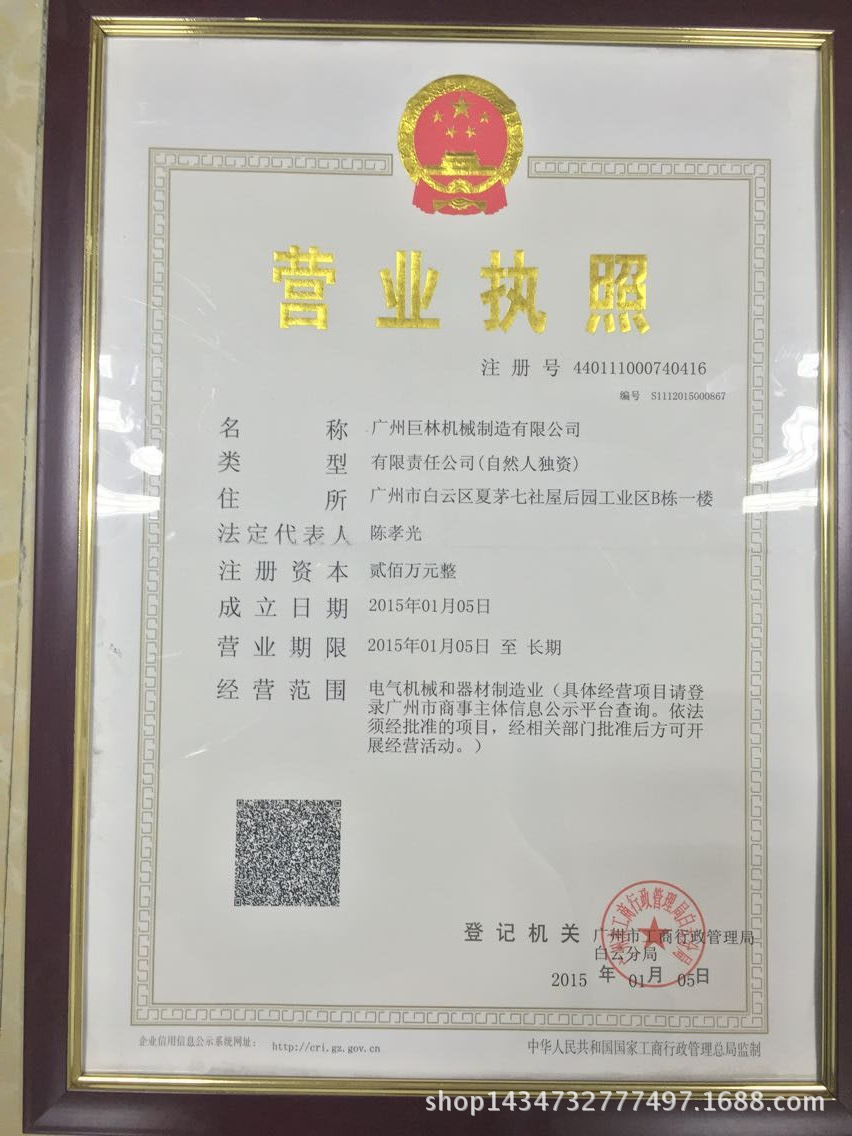 营业执照
注册号 440111000740416
编号 S1112015000867
名称 广州巨林机械制造有限公司
类型 有限责任公司(自然人独资)
住所 广州市白云区夏茅七社屋后园工业区B栋一楼
法定代表人 陈孝光
注册资本 贰佰万元整
成立日期 2015年01月05日
营业期限 2015年01月05日 至 长期
经营范围 电气机械和器材制造业（具体经营项目请登
录广州市商事主体信息公示平台查询。依法
须经批准的项目，经相关部门批准后方可开
展经营活动。）
登记机关 广州市工商行政管理局
白云分局
2015 年 01月 05日
企业信用信息公示系统网址： http://cri.gz.gov.cn
中华人民共和国国家工商行政管理总局监制
shop1434732777497.1688.com